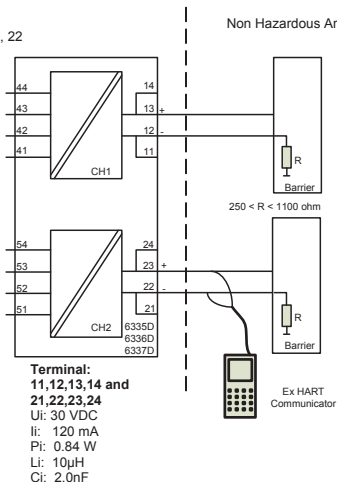 Non Hazardous Ar
, 22
44
43
42
41
14
13 +
12 -
11
CH1
R
Barrier
250 < R < 1100 ohm
54
53
52
51
24
23 +
22 -
21
CH2
6335D
6336D
6337D
R
Barrier
Ex HART
Communicator
Terminal:
11,12,13,14 and
21,22,23,24
Ui: 30 VDC
Ii: 120 mA
Pi: 0.84 W
Li: 10µH
Ci: 2.0nF